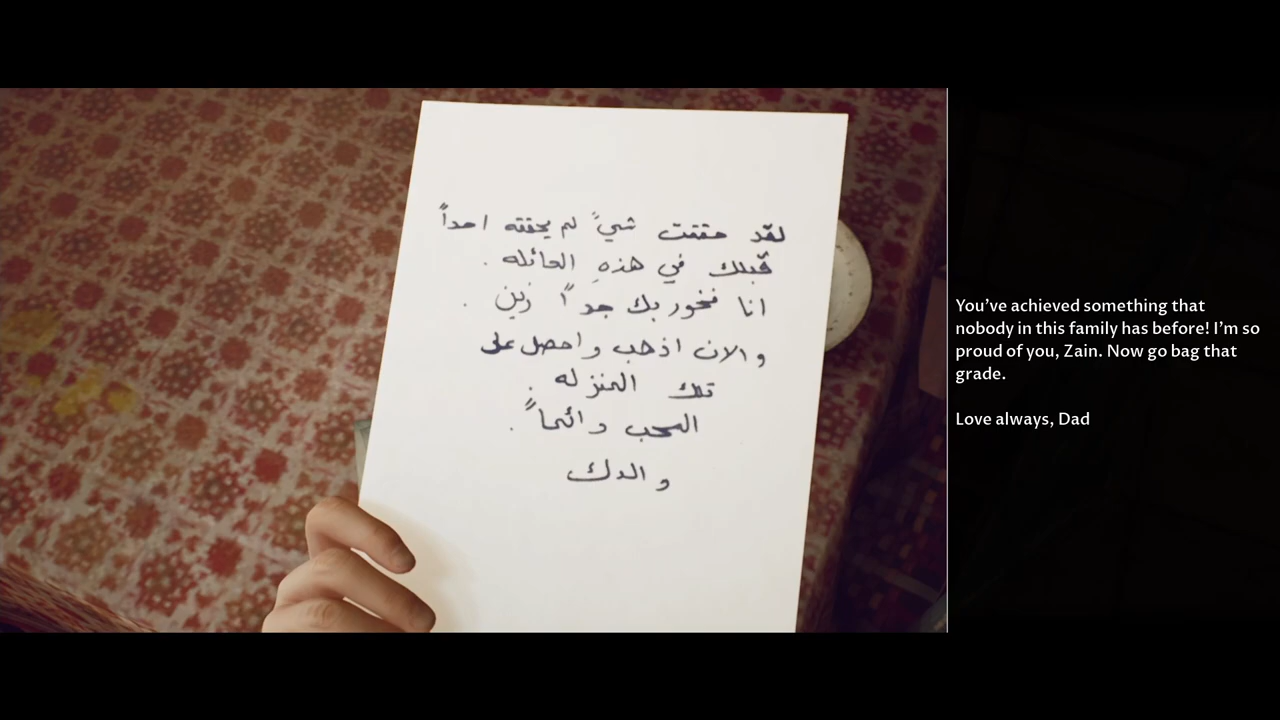 لقد حققت شيءً لم يحققه احداً
قبلك في هذهِ العائله .
انا فخور بك جداً زين .
والان اذهب واحصل على
تلك المنزله .
المحب دائماً .
والدك
You've achieved something that
nobody in this family has before! I'm so
proud of you, Zain. Now go bag that
grade.
Love always, Dad